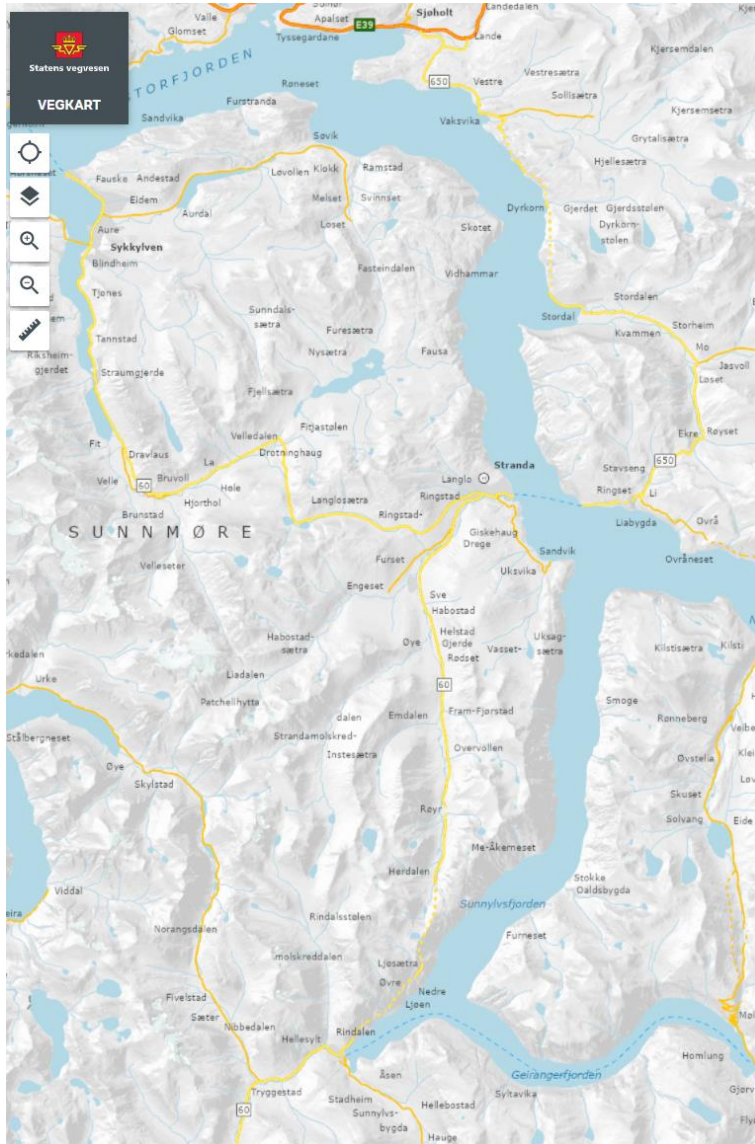 Valle
Apalset
Sjøholt
Landedalen
Glomset
E39
Tyssegardane
Lande
Statens vegvesen
VEGKART
STORFJORDEN
Kjersemdalen
Røneset
650
Vestre
Vestresætra
Furstranda
Sollisætra
Sandvika
Vaksvika
Kjersemsetra
Søvik
Grytalisætra
Hjellesætra
Fauske
Andestad
Løvollen
Klokk
Ramstad
Eidem
Melset
Svinnset
Dyrkorn
Gjerdet
Gjerdsstølen
Aurdal
Løset
Skotet
Dyrkorn-
stølen
Aure
Sykkylven
Blindheim
Fasteindalen
Vidhammar
Tjønes
Stordalen
Sunndals-
sætra
Stordal
Storheim
Furesætra
Kvammen
Tannstad
Mo
Riksheim-
gjerdet
Nysætra
Fausa
Jasvoll
Straumgjerde
Løset
Fjellsætra
Fitjastølen
Ekre
Røyset
Velledalen
Fit
Dravlaus
Drotninghaug
Stranda
650
Velle
La
Stavseng
60
Bruvoll
Langlo
Hole
Ringset
Li
Hjorthol
Langlosætra
Ringstad
Brunstad
Ringstad-
Liabygda
Ovrå
SUNNMØRE
Giskehaug
Drege
Sandvik
Ovråneset
Velleseter
Furset
Uksvika
Engeset
Sve
Habostad
Habostad-
sætra
Helstad
Gjerde
Rødset
Uksag-
sætra
Øye
Vasset-
Kilstisætra
Kilsti
Urke
Liadalen
60
Patchellhytta
Smoge
dalen
Emdalen
Fram-Fjørstad
Rønneberg
Strandamolskred-
Stålbergneset
Instesætra
Overvollen
Øye
Øvstelia
Skylstad
Skuset
Røyr
Solvang
Eide
Me-Åkerneset
Herdalen
Stokke
Oaldsbygda
Viddal
Sunnylvsfjorden
Rindalsstølen
Norangsdalen
Furneset
molskreddalen
Ljøsætra
Øvre
Nedre
Ljøen
Fivelstad
Sæter
Nibbedalen
Rindalen
Hellesylt
Homlung
Åsen
Geirangerfjorden
Tryggestad
Syltavika
Stadheim
Hellebostad
60
Sunnylvs-
bygda
Hauge